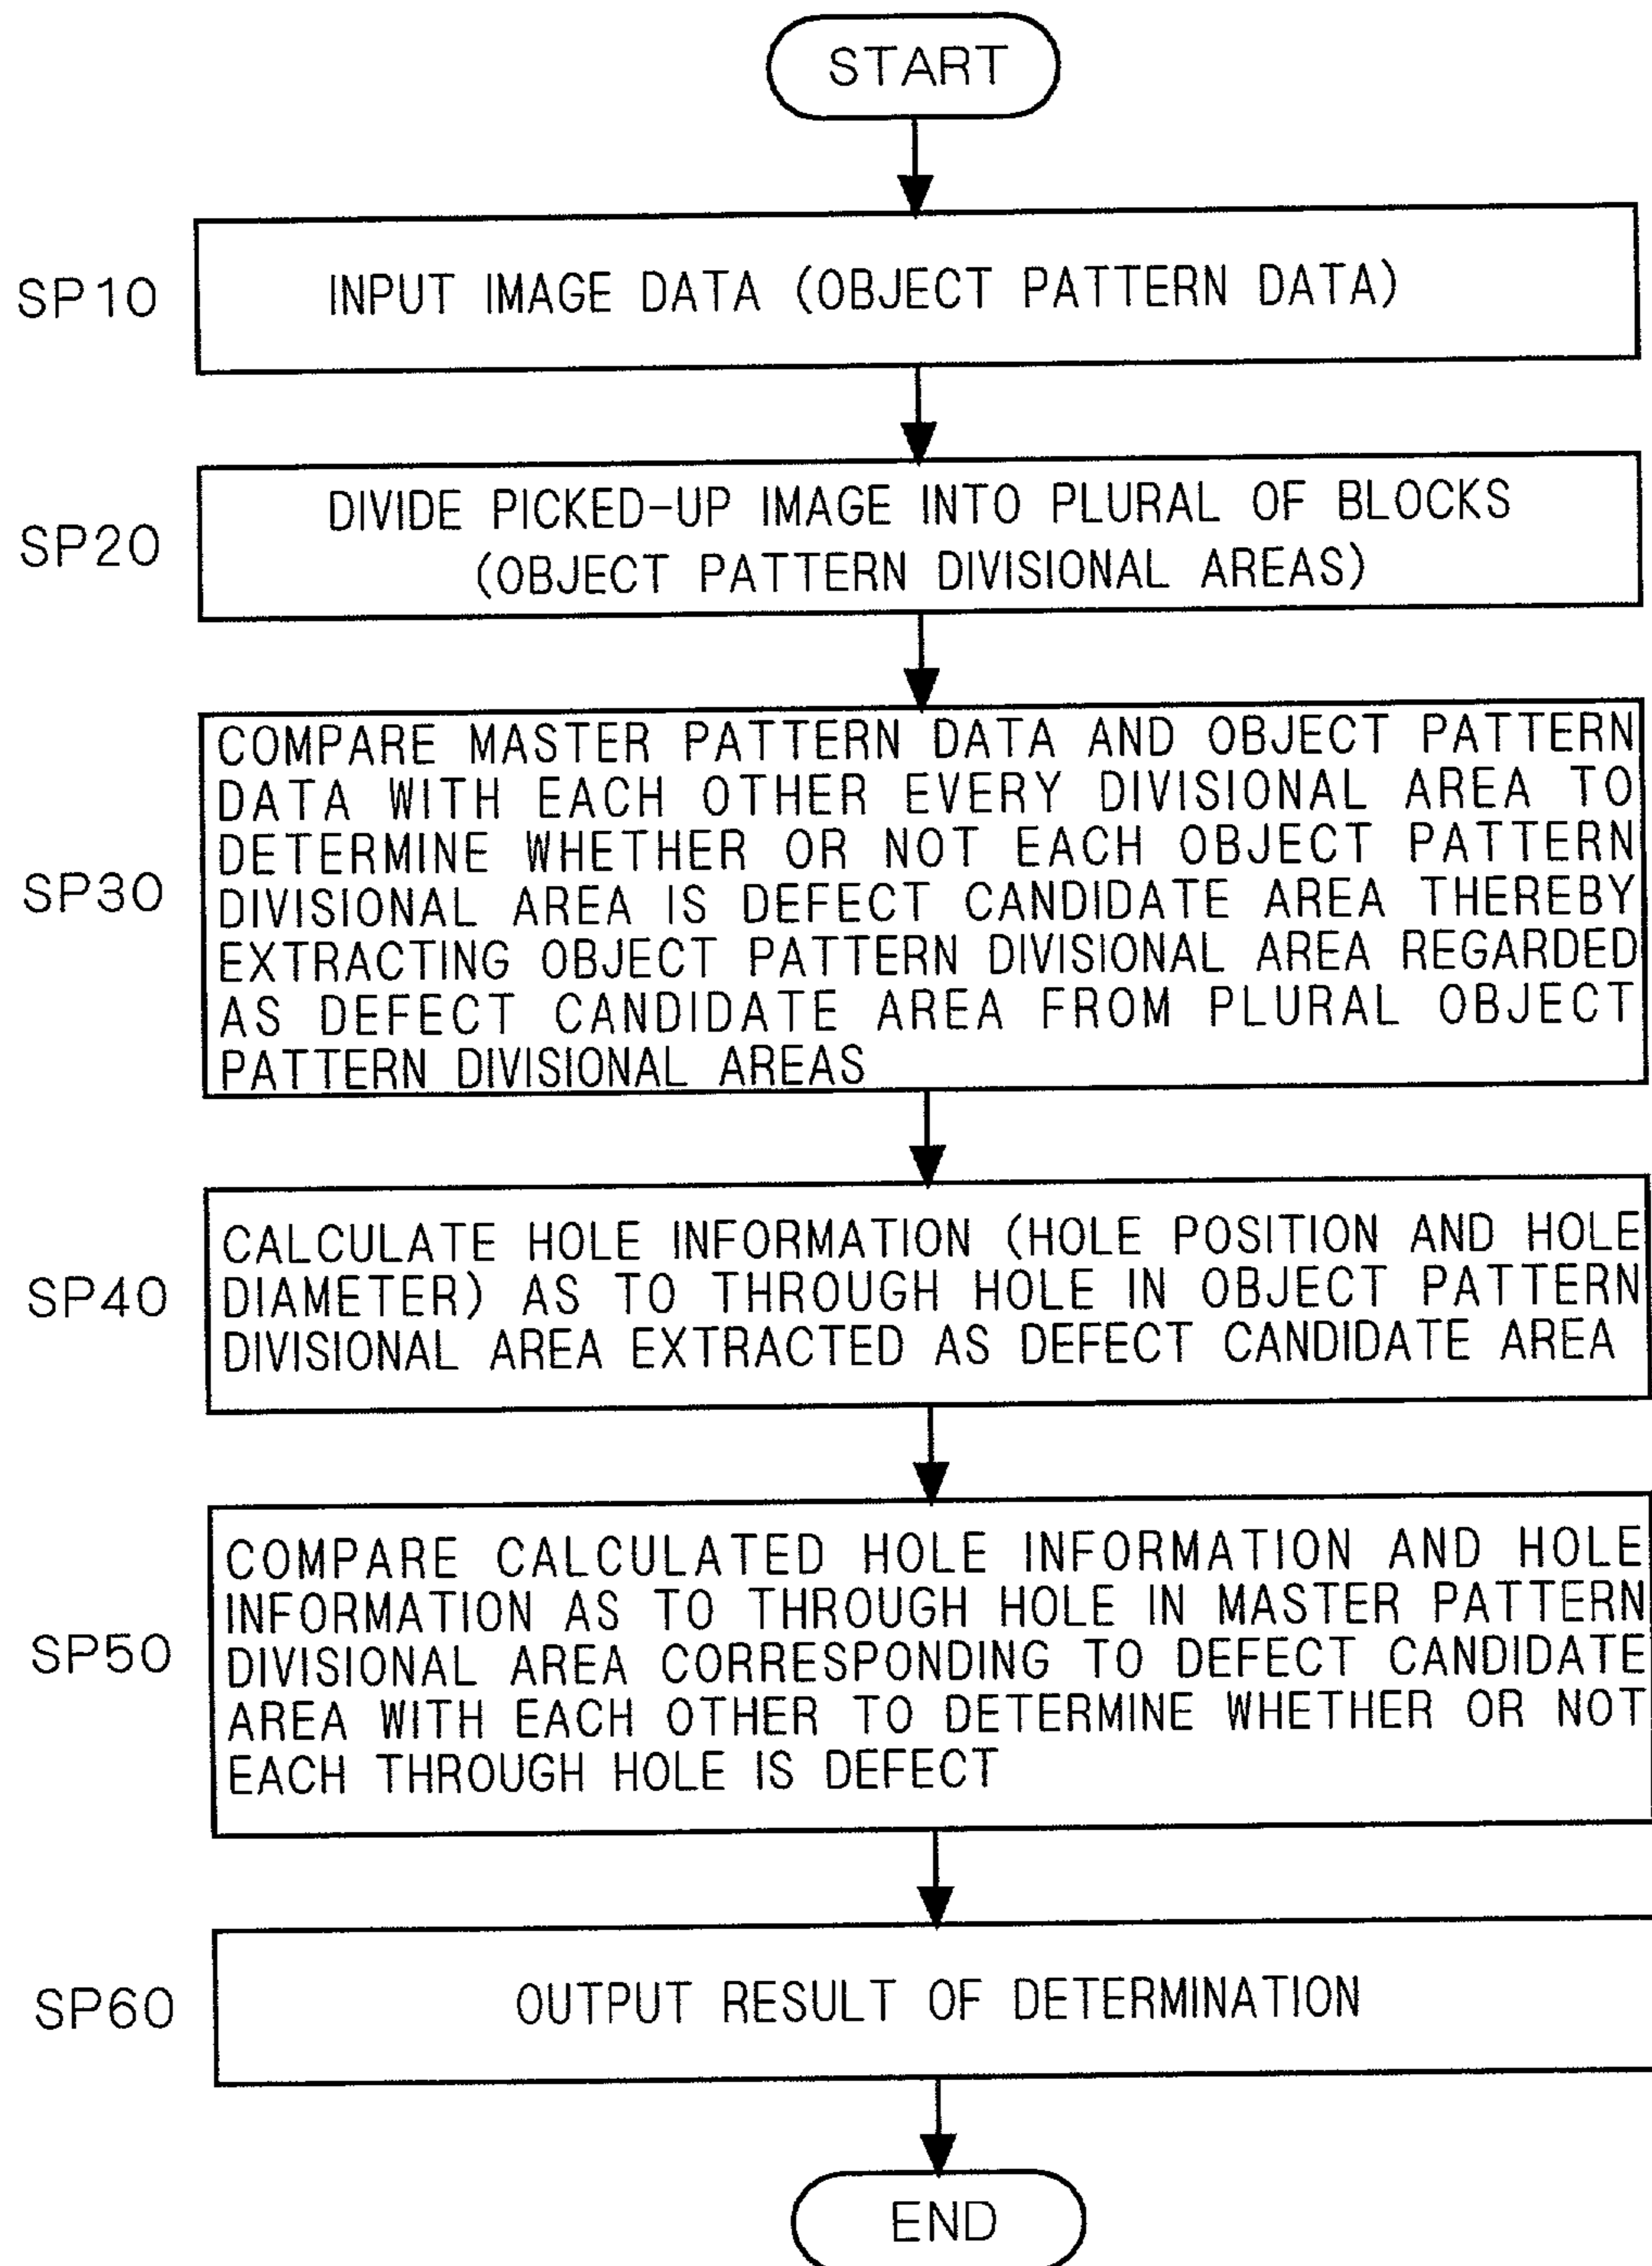 START
SP10
INPUT IMAGE DATA (OBJECT PATTERN DATA)
SP20
DIVIDE PICKED-UP IMAGE INTO PLURAL OF BLOCKS
(OBJECT PATTERN DIVISIONAL AREAS)
SP30
COMPARE MASTER PATTERN DATA AND OBJECT PATTERN
DATA WITH EACH OTHER EVERY DIVISIONAL AREA TO
DETERMINE WHETHER OR NOT EACH OBJECT PATTERN
DIVISIONAL AREA IS DEFECT CANDIDATE AREA THEREBY
EXTRACTING OBJECT PATTERN DIVISIONAL AREA REGARDED
AS DEFECT CANDIDATE AREA FROM PLURAL OBJECT
PATTERN DIVISIONAL AREAS
SP40
CALCULATE HOLE INFORMATION (HOLE POSITION AND HOLE
DIAMETER) AS TO THROUGH HOLE IN OBJECT PATTERN
DIVISIONAL AREA EXTRACTED AS DEFECT CANDIDATE AREA
SP50
COMPARE CALCULATED HOLE INFORMATION AND HOLE
INFORMATION AS TO THROUGH HOLE IN MASTER PATTERN
DIVISIONAL AREA CORRESPONDING TO DEFECT CANDIDATE
AREA WITH EACH OTHER TO DETERMINE WHETHER OR NOT
EACH THROUGH HOLE IS DEFECT
SP60
OUTPUT RESULT OF DETERMINATION
END